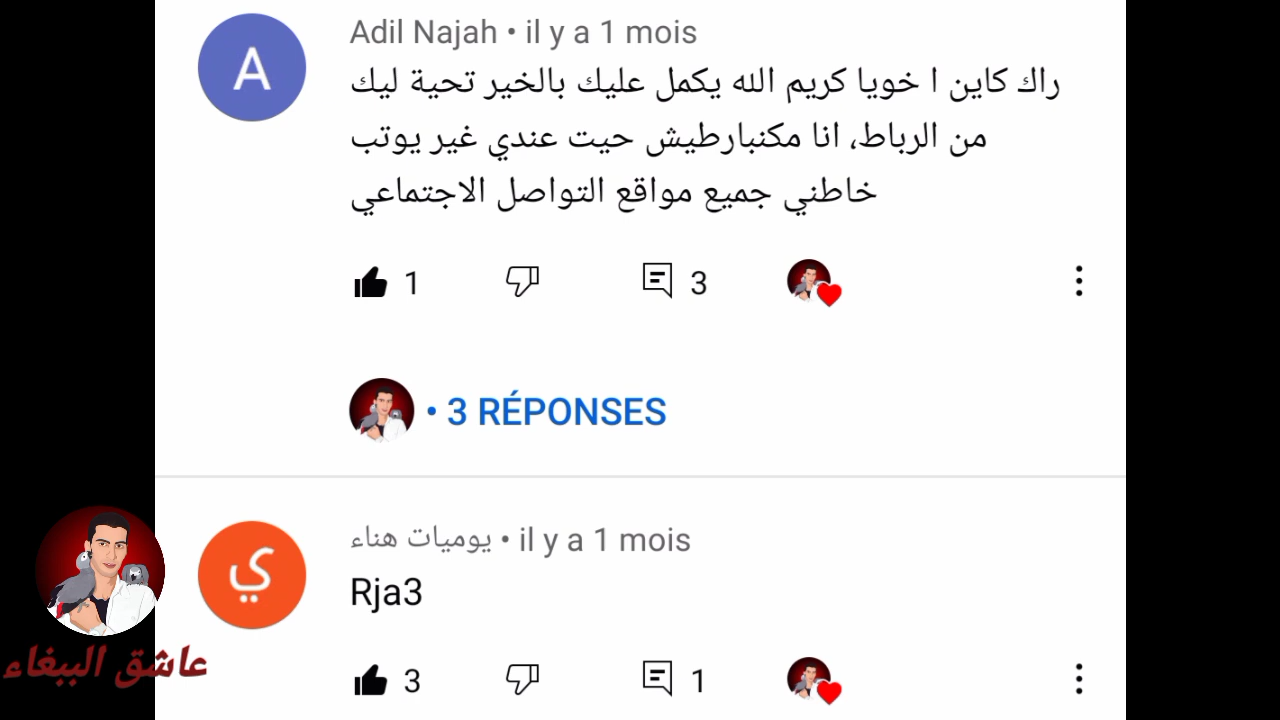 A
Adil Najah • il y a 1 mois
راك كاين ا خويا كريم الله يكمل عليك بالخير تحية ليك
من الرباط، انا مكنبارطيش حيت عندي غير يوتب
خاطني جميع مواقع التواصل الاجتماعي
1
3
• 3 RÉPONSES
ي
يوميات هناء • il y a 1 mois
Rja3
3
1
عاشق الببغاء